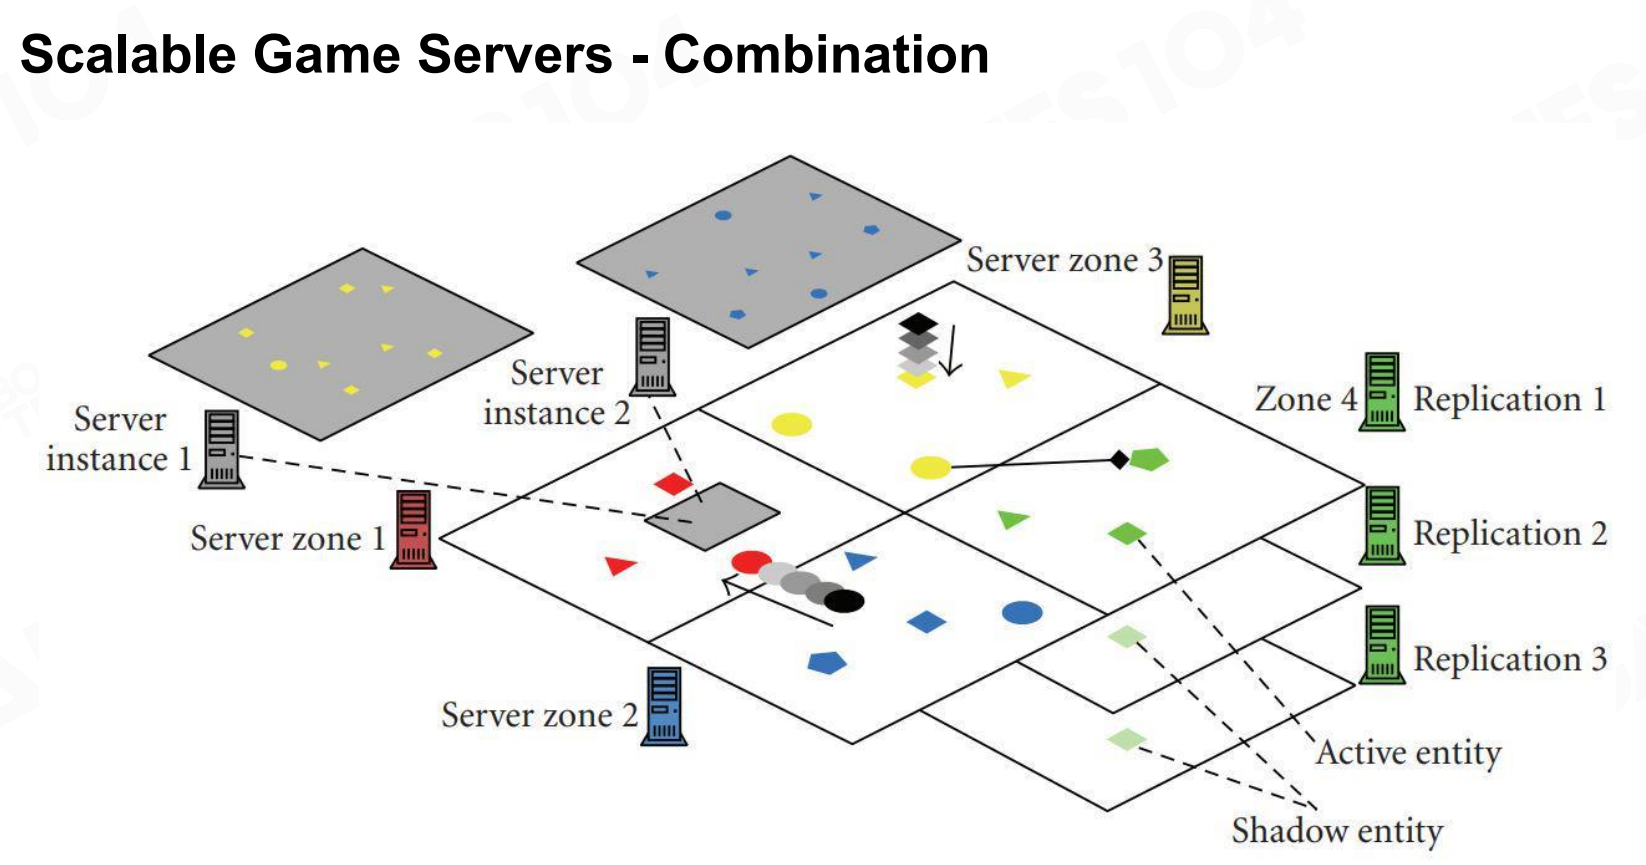 Scalable Game Servers - Combination
Server zone 3
Server
instance 2
Zone 4
Replication 1
Server
instance 1
Server zone 1
Replication 2
Replication 3
Server zone 2
Active entity
Shadow entity